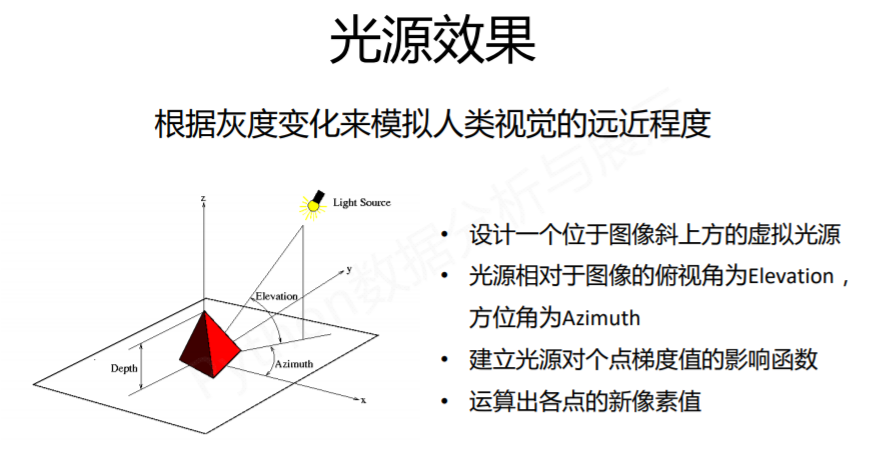 光源效果
根据灰度变化来模拟人类视觉的远近程度
z
Light Source
y
Elevation
Depth
Azimuth
x
• 设计一个位于图像斜上方的虚拟光源
• 光源相对于图像的俯视角为Elevation，
方位角为Azimuth
• 建立光源对个点梯度值的影响函数
• 运算出各点的新像素值
Python数据分析与展示